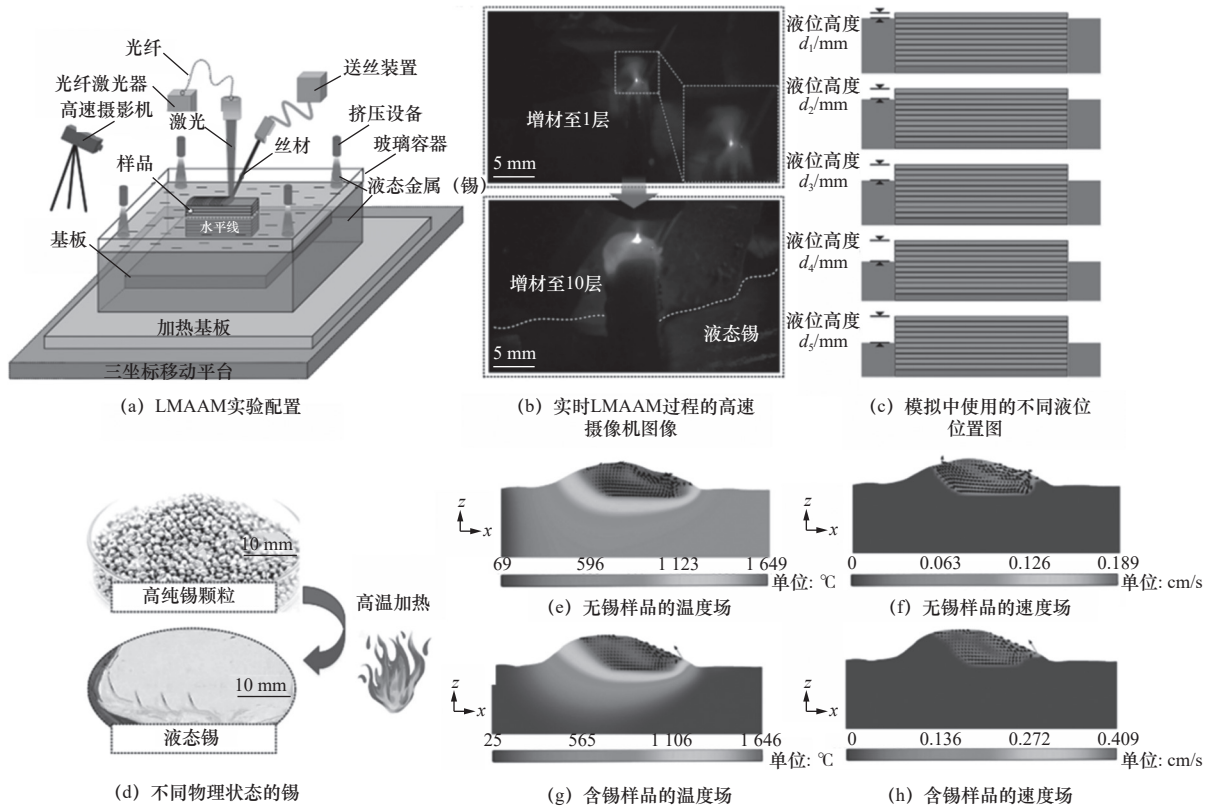 光纤
光纤激光器
高速摄影机
激光
样品
送丝装置
挤压设备
丝材
玻璃容器
液态金属（锡）
水平线
基板
加热基板
三坐标移动平台
(a) LMAAM实验配置
增材至1层
5 mm
增材至10层
液态锡
5 mm
(b) 实时LMAAM过程的高速
摄像机图像
液位高度
d₁/mm
液位高度
d₂/mm
液位高度
d₃/mm
液位高度
d₄/mm
液位高度
d₅/mm
(c) 模拟中使用的不同液位
位置图
10 mm
高纯锡颗粒
高温加热
10 mm
液态锡
(d) 不同物理状态的锡
z
x
69 596 1 123 1 649
单位: ℃
(e) 无锡样品的温度场
z
x
0 0.063 0.126 0.189
单位: cm/s
(f) 无锡样品的速度场
z
x
25 565 1 106 1 646
单位: ℃
(g) 含锡样品的温度场
z
x
0 0.136 0.272 0.409
单位: cm/s
(h) 含锡样品的速度场